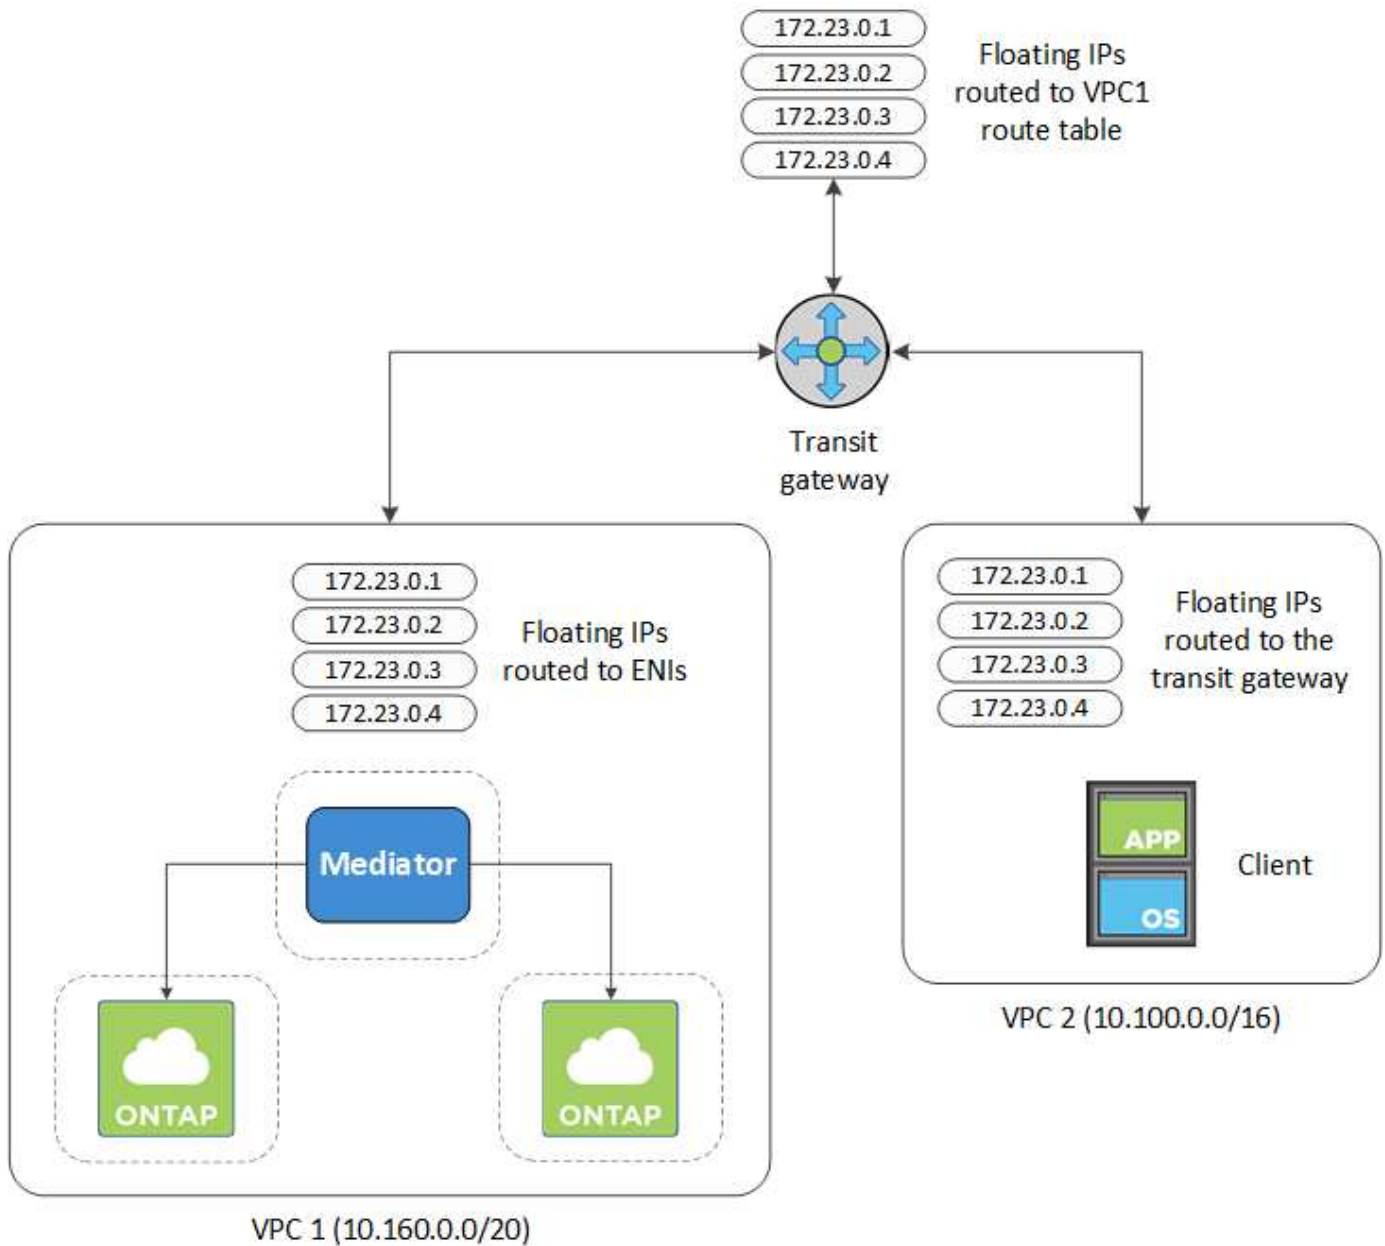 172.23.0.1
172.23.0.2
172.23.0.3
172.23.0.4
Floating IPs
routed to VPC1
route table
Transit
gateway
172.23.0.1
172.23.0.2
172.23.0.3
172.23.0.4
Floating IPs
routed to ENIs
Mediator
ONTAP
ONTAP
VPC 1 (10.160.0.0/20)
172.23.0.1
172.23.0.2
172.23.0.3
172.23.0.4
Floating IPs
routed to the
transit gateway
APP
OS
Client
VPC 2 (10.100.0.0/16)